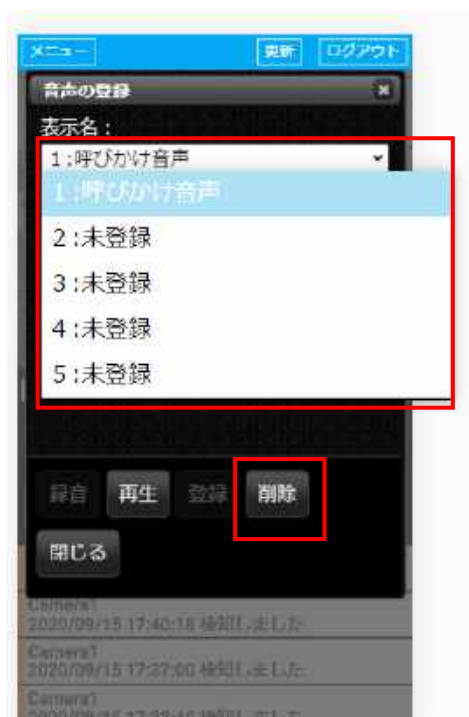 メニュー 更新 ログアウト
音声の登録
表示名：
1:呼びかけ音声
1:呼びかけ音声
2:未登録
3:未登録
4:未登録
5:未登録
録音 再生 登録 削除
閉じる
Camera1
2020/09/15 17:40:16 検知しました
Camera1
2020/09/15 17:37:00 検知しました
Camera1